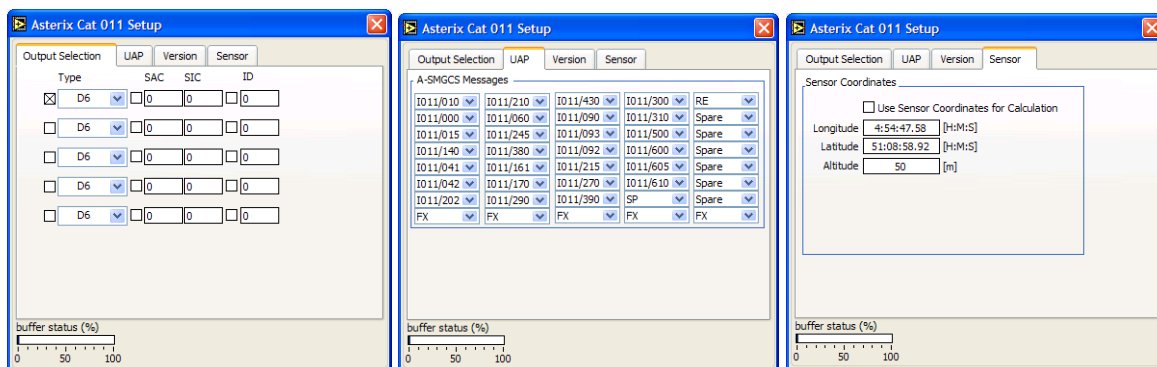 Asterix Cat 011 Setup
Output Selection UAP Version Sensor
Type SAC SIC ID
D6 0 0 0
D6 0 0 0
D6 0 0 0
D6 0 0 0
D6 0 0 0
buffer status (%)
0 50 100
Asterix Cat 011 Setup
Output Selection UAP Version Sensor
A-SMGCS Messages
I011/010 I011/210 I011/430 I011/300 RE
I011/000 I011/060 I011/090 I011/310 Spare
I011/015 I011/245 I011/093 I011/500 Spare
I011/140 I011/380 I011/092 I011/600 Spare
I011/041 I011/161 I011/215 I011/605 Spare
I011/042 I011/170 I011/270 I011/610 Spare
I011/202 I011/290 I011/390 SP Spare
FX FX FX FX FX
buffer status (%)
0 50 100
Asterix Cat 011 Setup
Output Selection UAP Version Sensor
Sensor Coordinates
Use Sensor Coordinates for Calculation
Longitude 4:54:47.58 [H:M:S]
Latitude 51:08:58.92 [H:M:S]
Altitude 50 [m]
buffer status (%)
0 50 100